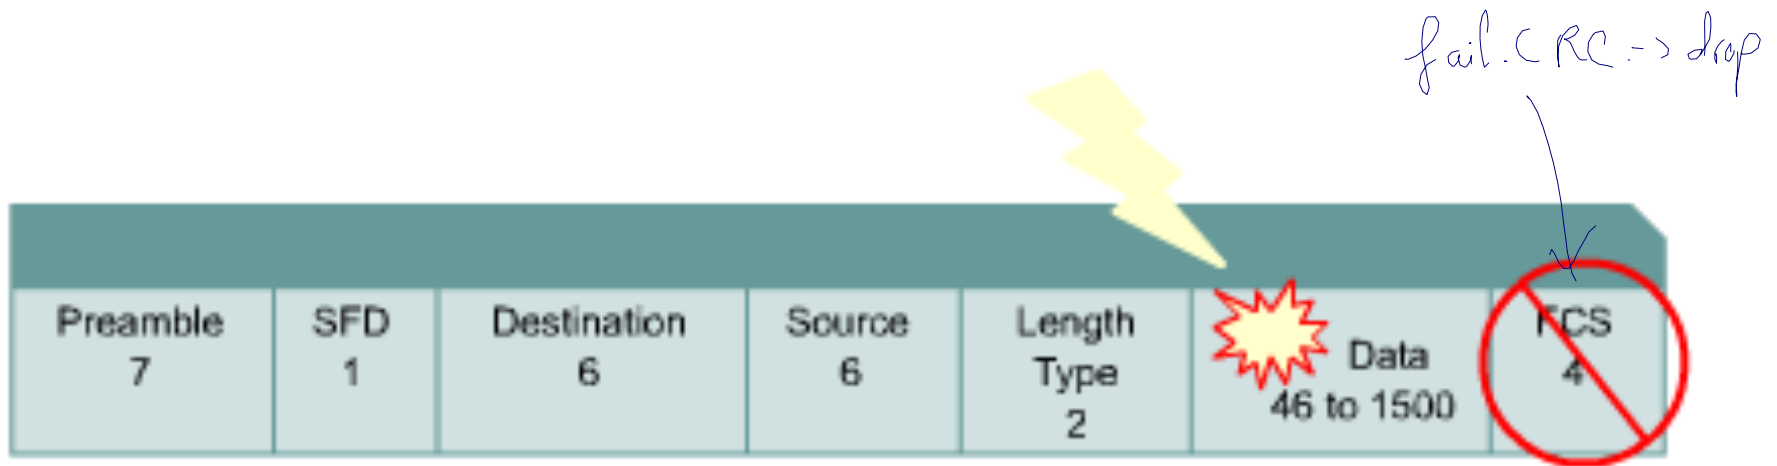 fail.CRC.-> drop
Preamble
7
SFD
1
Destination
6
Source
6
Length
Type
2
Data
46 to 1500
FCS
4